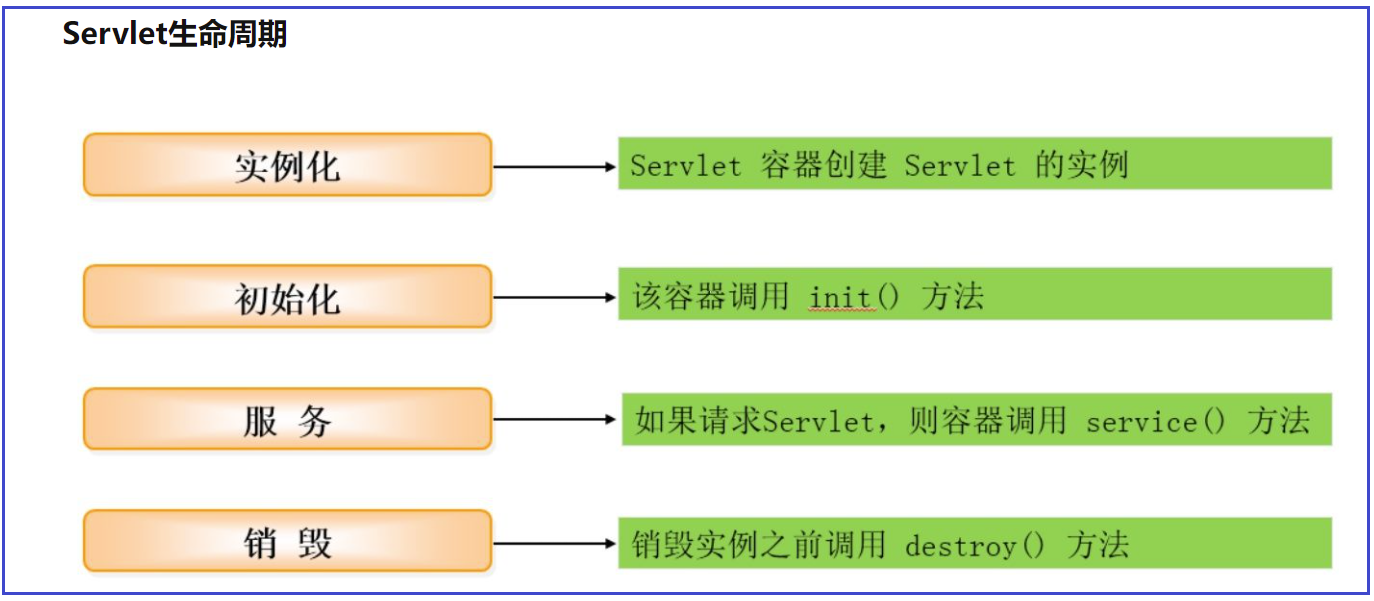 Servlet生命周期
实例化
Servlet 容器创建 Servlet 的实例
初始化
该容器调用 init() 方法
服 务
如果请求Servlet，则容器调用 service() 方法
销 毁
销毁实例之前调用 destroy() 方法